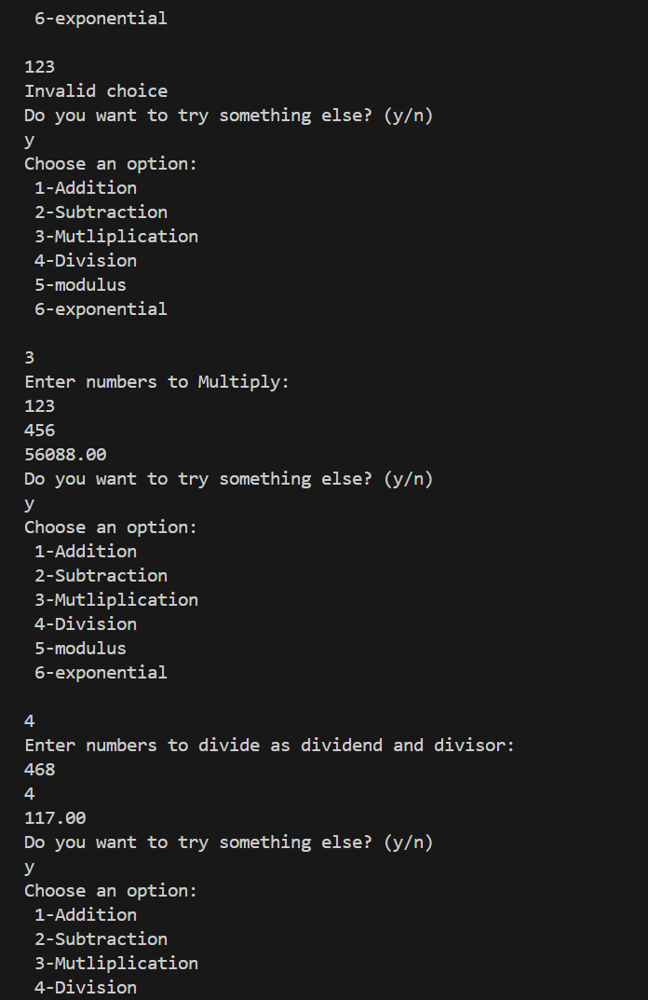 6-exponential
123
Invalid choice
Do you want to try something else? (y/n)
y
Choose an option:
1-Addition
2-Subtraction
3-Mutliplication
4-Division
5-modulus
6-exponential
3
Enter numbers to Multiply:
123
456
56088.00
Do you want to try something else? (y/n)
y
Choose an option:
1-Addition
2-Subtraction
3-Mutliplication
4-Division
5-modulus
6-exponential
4
Enter numbers to divide as dividend and divisor:
468
4
117.00
Do you want to try something else? (y/n)
y
Choose an option:
1-Addition
2-Subtraction
3-Mutliplication
4-Division